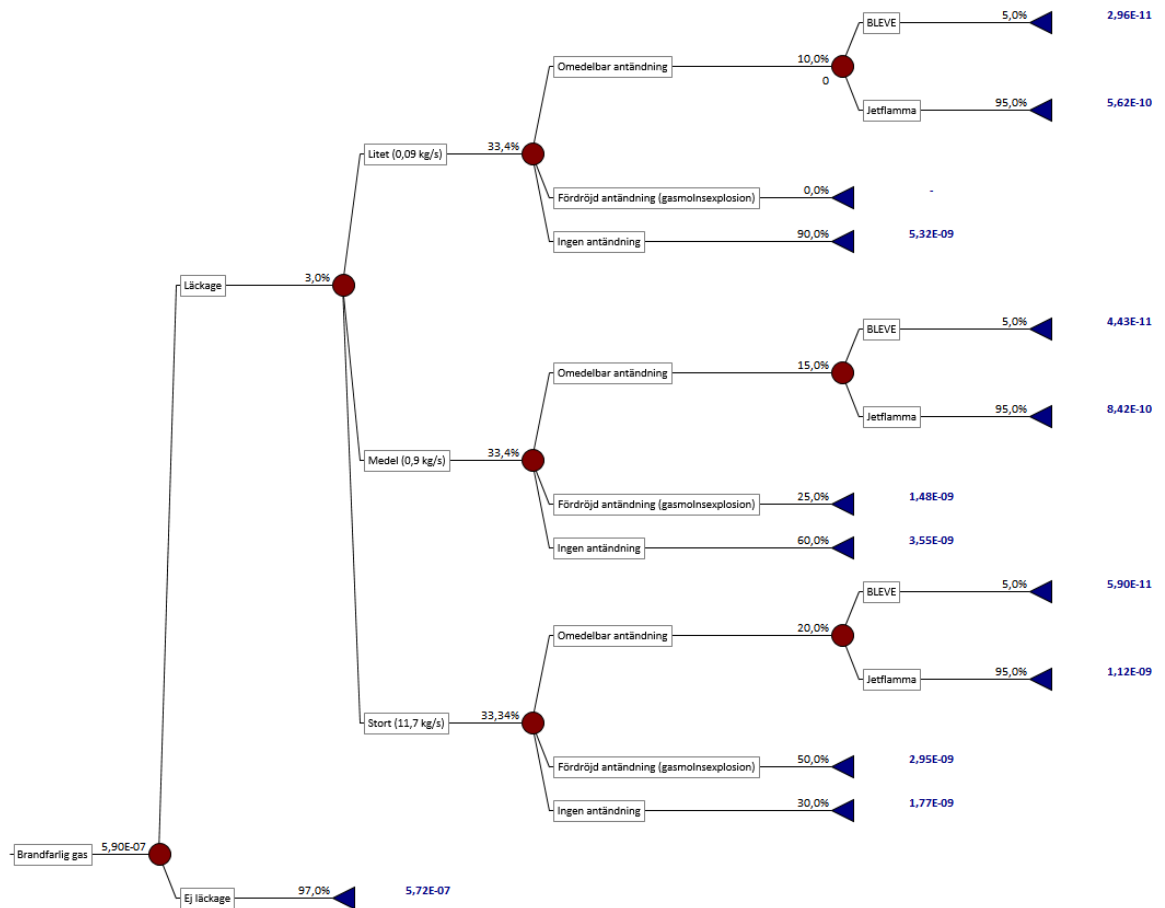 BLEVE 5,0% 2,96E-11
Omedelbar antändning 10,0%
0
Jetflamma 95,0% 5,62E-10
Litet (0,09 kg/s) 33,4%
Fördröjd antändning (gasmolnsexplosion) 0,0% -
Ingen antändning 90,0% 5,32E-09
Läckage 3,0%
BLEVE 5,0% 4,43E-11
Omedelbar antändning 15,0%
Jetflamma 95,0% 8,42E-10
Medel (0,9 kg/s) 33,4%
Fördröjd antändning (gasmolnsexplosion) 25,0% 1,48E-09
Ingen antändning 60,0% 3,55E-09
BLEVE 5,0% 5,90E-11
Omedelbar antändning 20,0%
Jetflamma 95,0% 1,12E-09
Stort (11,7 kg/s) 33,34%
Fördröjd antändning (gasmolnsexplosion) 50,0% 2,95E-09
Ingen antändning 30,0% 1,77E-09
Brandfarlig gas 5,90E-07
Ej läckage 97,0% 5,72E-07